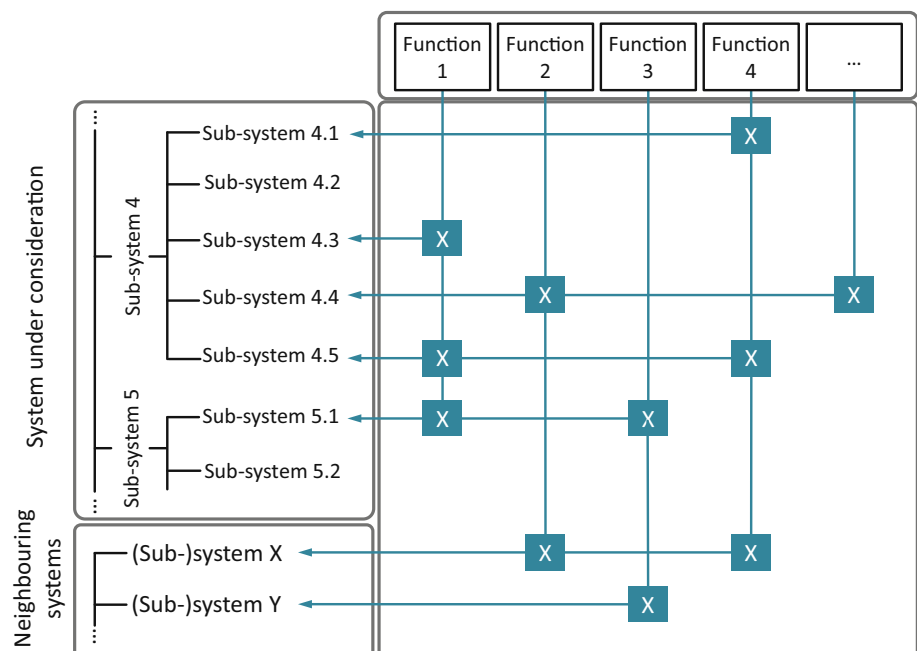 Function
1
Function
2
Function
3
Function
4
...
System under consideration
...
Sub-system 4
Sub-system 4.1
X
Sub-system 4.2
Sub-system 4.3
X
Sub-system 4.4
X
X
Sub-system 4.5
X
X
Sub-system 5
Sub-system 5.1
X
X
Sub-system 5.2
...
Neighbouring
systems
(Sub-)system X
X
X
(Sub-)system Y
X
...